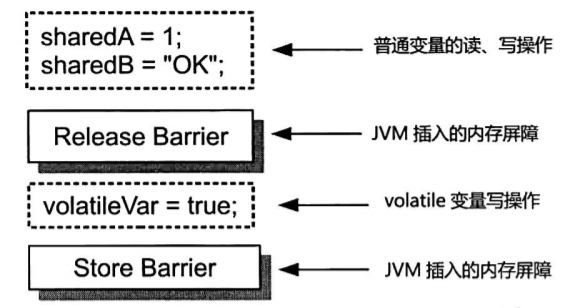 sharedA = 1;
sharedB = "OK";
普通变量的读、写操作
Release Barrier
JVM 插入的内存屏障
volatileVar = true;
volatile 变量写操作
Store Barrier
JVM 插入的内存屏障